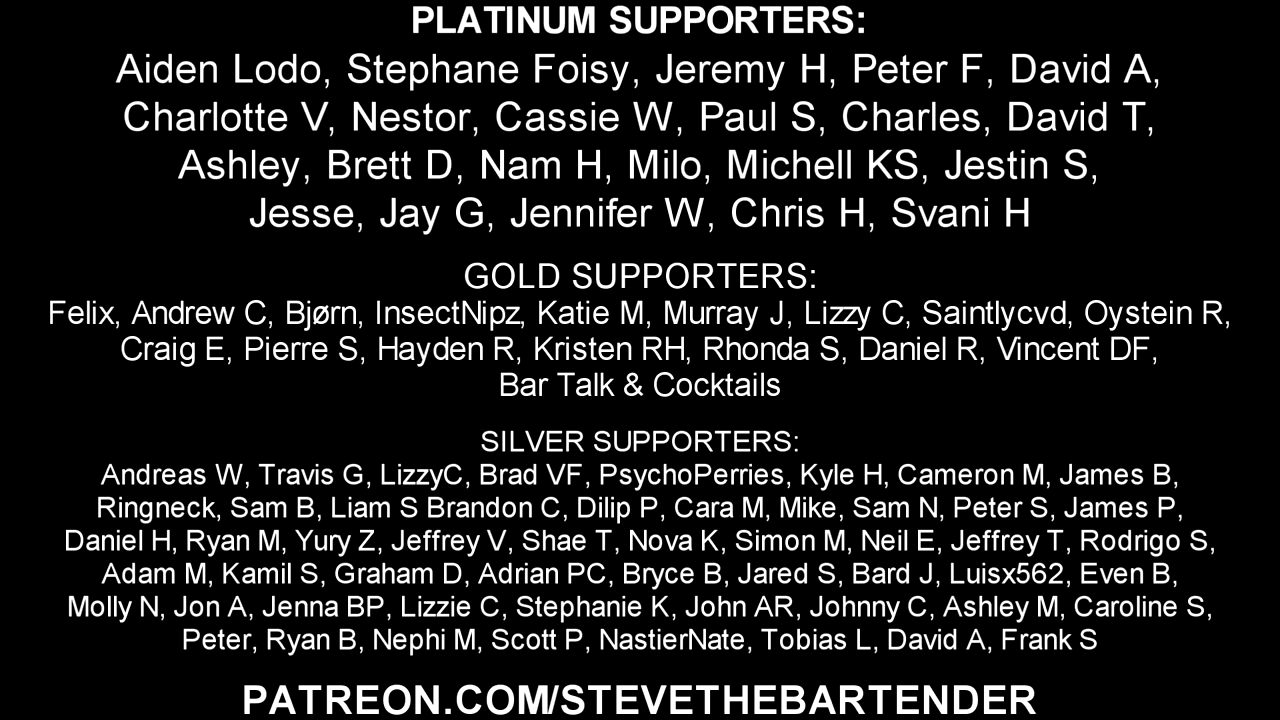 PLATINUM SUPPORTERS:
Aiden Lodo, Stephane Foisy, Jeremy H, Peter F, David A,
Charlotte V, Nestor, Cassie W, Paul S, Charles, David T,
Ashley, Brett D, Nam H, Milo, Michell KS, Jestin S,
Jesse, Jay G, Jennifer W, Chris H, Svani H
GOLD SUPPORTERS:
Felix, Andrew C, Bjørn, InsectNipz, Katie M, Murray J, Lizzy C, Saintlycvd, Oystein R,
Craig E, Pierre S, Hayden R, Kristen RH, Rhonda S, Daniel R, Vincent DF,
Bar Talk & Cocktails
SILVER SUPPORTERS:
Andreas W, Travis G, LizzyC, Brad VF, PsychoPerries, Kyle H, Cameron M, James B,
Ringneck, Sam B, Liam S Brandon C, Dilip P, Cara M, Mike, Sam N, Peter S, James P,
Daniel H, Ryan M, Yury Z, Jeffrey V, Shae T, Nova K, Simon M, Neil E, Jeffrey T, Rodrigo S,
Adam M, Kamil S, Graham D, Adrian PC, Bryce B, Jared S, Bard J, Luisx562, Even B,
Molly N, Jon A, Jenna BP, Lizzie C, Stephanie K, John AR, Johnny C, Ashley M, Caroline S,
Peter, Ryan B, Nephi M, Scott P, NastierNate, Tobias L, David A, Frank S
PATREON.COM/STEVETHEBARTENDER